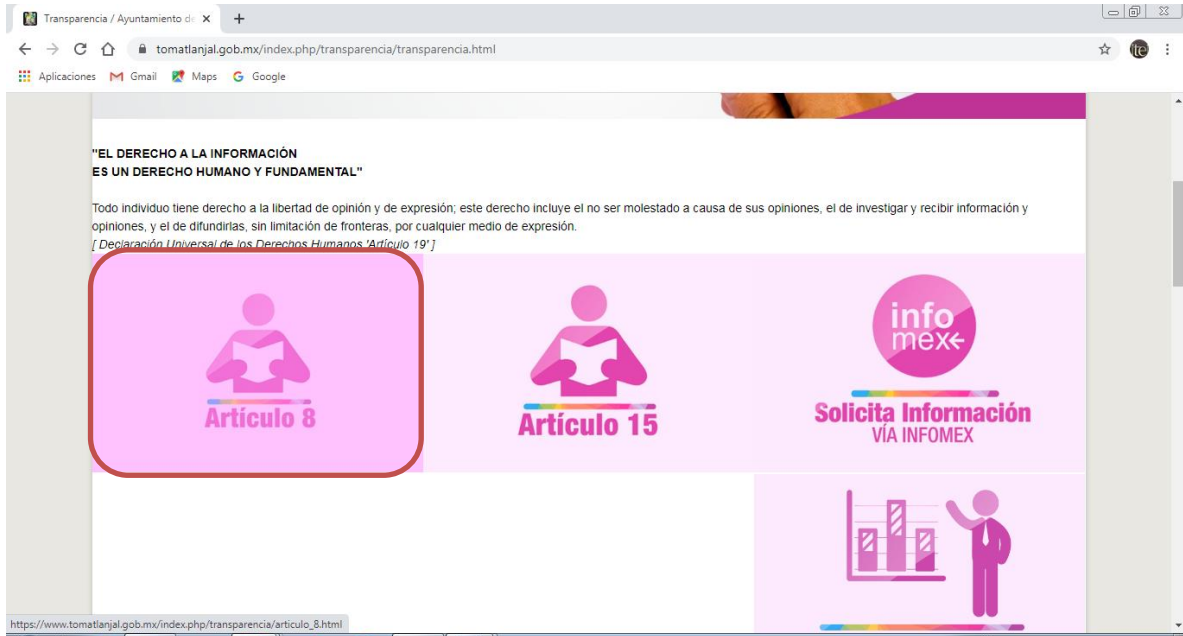 Transparencia / Ayuntamiento de
tomatlanjal.gob.mx/index.php/transparencia/transparencia.html
Aplicaciones Gmail Maps Google
"EL DERECHO A LA INFORMACIÓN
ES UN DERECHO HUMANO Y FUNDAMENTAL"
Todo individuo tiene derecho a la libertad de opinión y de expresión; este derecho incluye el no ser molestado a causa de sus opiniones, el de investigar y recibir información y
opiniones, y el de difundirlas, sin limitación de fronteras, por cualquier medio de expresión.
[ Declaración Universal de los Derechos Humanos 'Artículo 19' ]
Artículo 8
Artículo 15
info
mex
Solicita Información
VÍA INFOMEX
https://www.tomatlanjal.gob.mx/index.php/transparencia/articulo_8.html